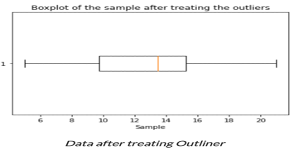 Boxplot of the sample after treating the outliers
1
6 8 10 12 14 16 18 20
Sample
Data after treating Outliner